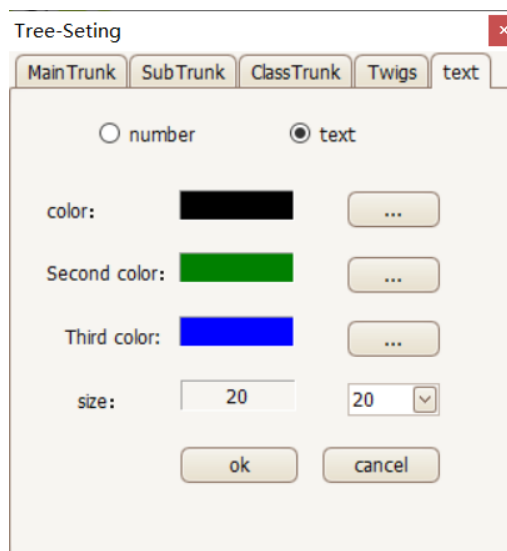 Tree-Seting
MainTrunk SubTrunk ClassTrunk Twigs text
number text
color: ...
Second color: ...
Third color: ...
size: 20 20
ok cancel